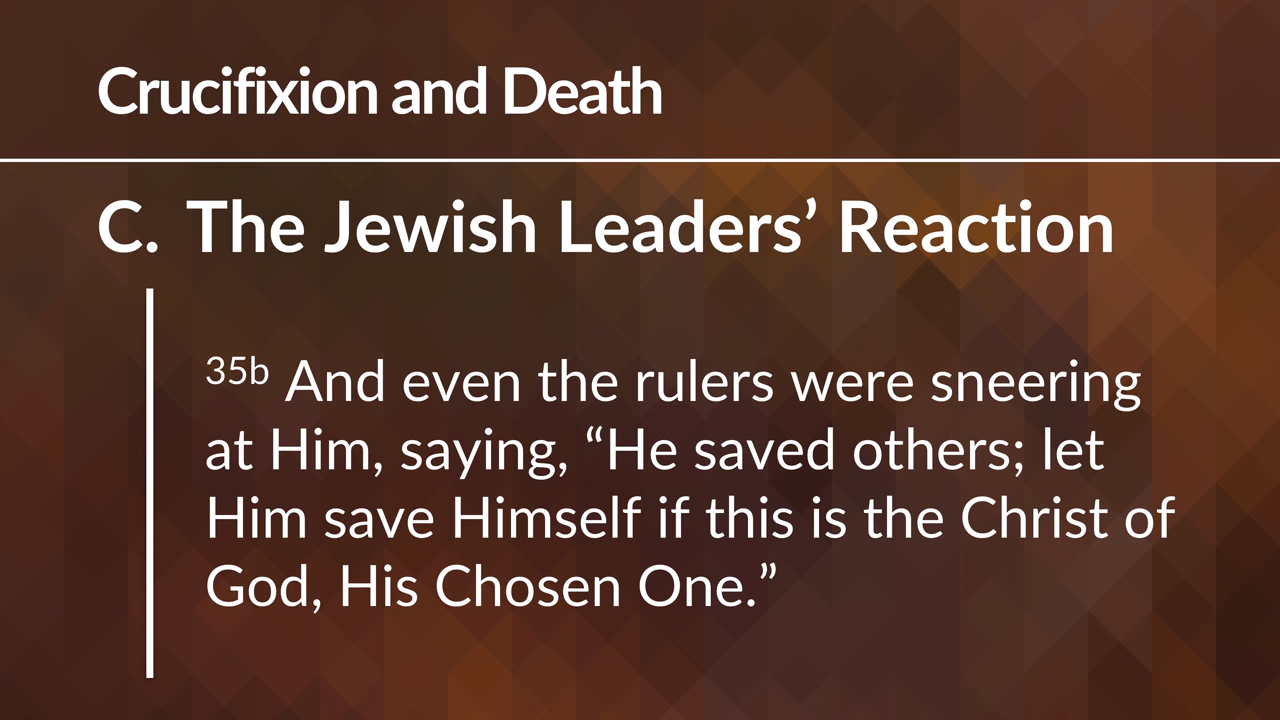 Crucifixion and Death
C. The Jewish Leaders’ Reaction
35b And even the rulers were sneering
at Him, saying, “He saved others; let
Him save Himself if this is the Christ of
God, His Chosen One.”